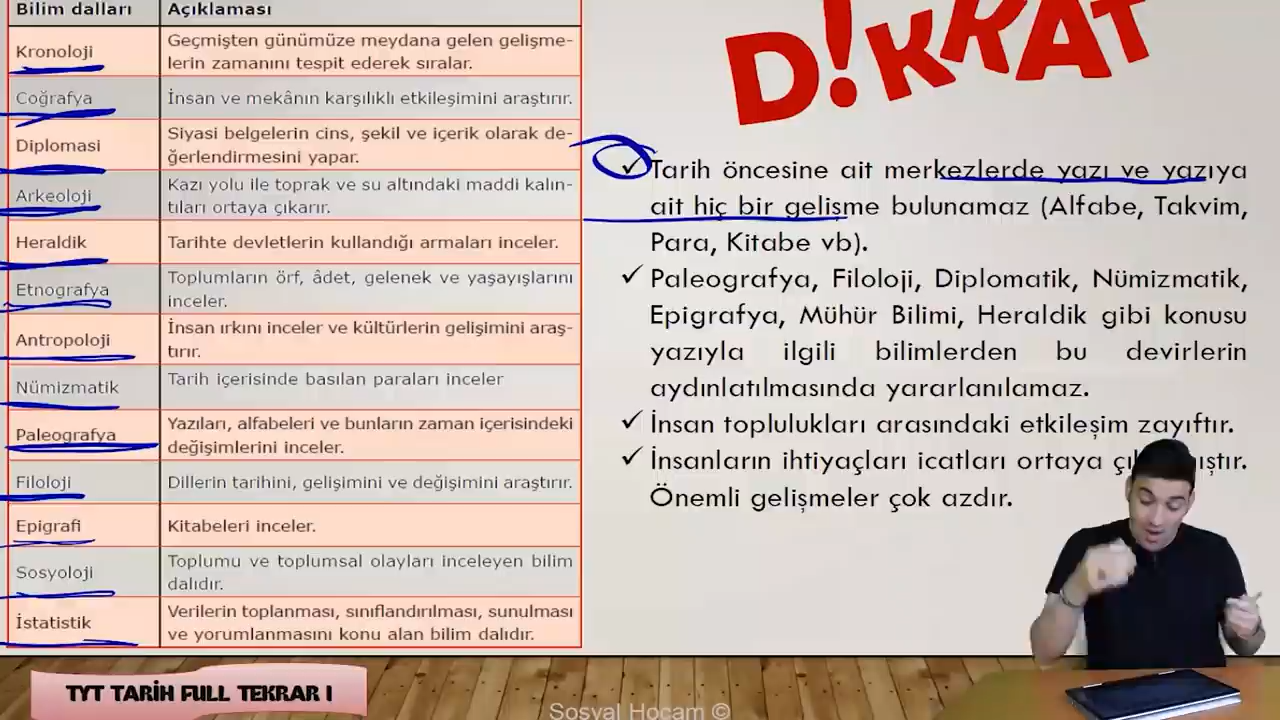 Bilim dalları Açıklaması
Kronoloji Geçmişten günümüze meydana gelen gelişme-
lerin zamanını tespit ederek sıralar.
Coğrafya İnsan ve mekânın karşılıklı etkileşimini araştırır.
Diplomasi Siyasi belgelerin cins, şekil ve içerik olarak de-
ğerlendirmesini yapar.
Arkeoloji Kazı yolu ile toprak ve su altındaki maddi kalın-
tıları ortaya çıkarır.
Heraldik Tarihte devletlerin kullandığı armaları inceler.
Etnografya Toplumların örf, âdet, gelenek ve yaşayışlarını
inceler.
Antropoloji İnsan ırkını inceler ve kültürlerin gelişimini araş-
tırır.
Nümizmatik Tarih içerisinde basılan paraları inceler
Paleografya Yazıları, alfabeleri ve bunların zaman içerisindeki
değişimlerini inceler.
Filoloji Dillerin tarihini, gelişimini ve değişimini araştırır.
Epigrafi Kitabeleri inceler.
Sosyoloji Toplumu ve toplumsal olayları inceleyen bilim
dalıdır.
İstatistik Verilerin toplanması, sınıflandırılması, sunulması
ve yorumlanmasını konu alan bilim dalıdır.
DİKKAT
✓ Tarih öncesine ait merkezlerde yazı ve yazıya
ait hiç bir gelişme bulunamaz (Alfabe, Takvim,
Para, Kitabe vb).
✓ Paleografya, Filoloji, Diplomatik, Nümizmatik,
Epigrafya, Mühür Bilimi, Heraldik gibi konusu
yazıyla ilgili bilimlerden bu devirlerin
aydınlatılmasında yararlanılamaz.
✓ İnsan toplulukları arasındaki etkileşim zayıftır.
✓ İnsanların ihtiyaçları icatları ortaya
Önemli gelişmeler çok azdır.
TYT TARİH FULL TEKRAR I
Sosyal Hocam ©